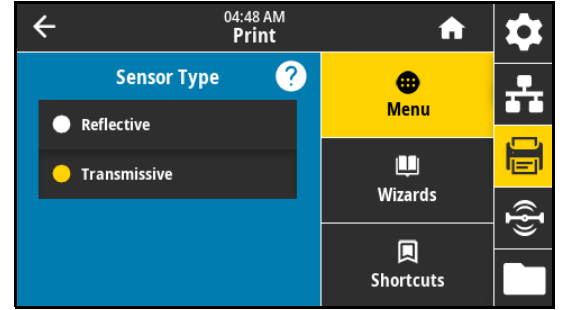 04:48 AM
Print
Sensor Type
?
Reflective
Transmissive
Menu
Wizards
Shortcuts